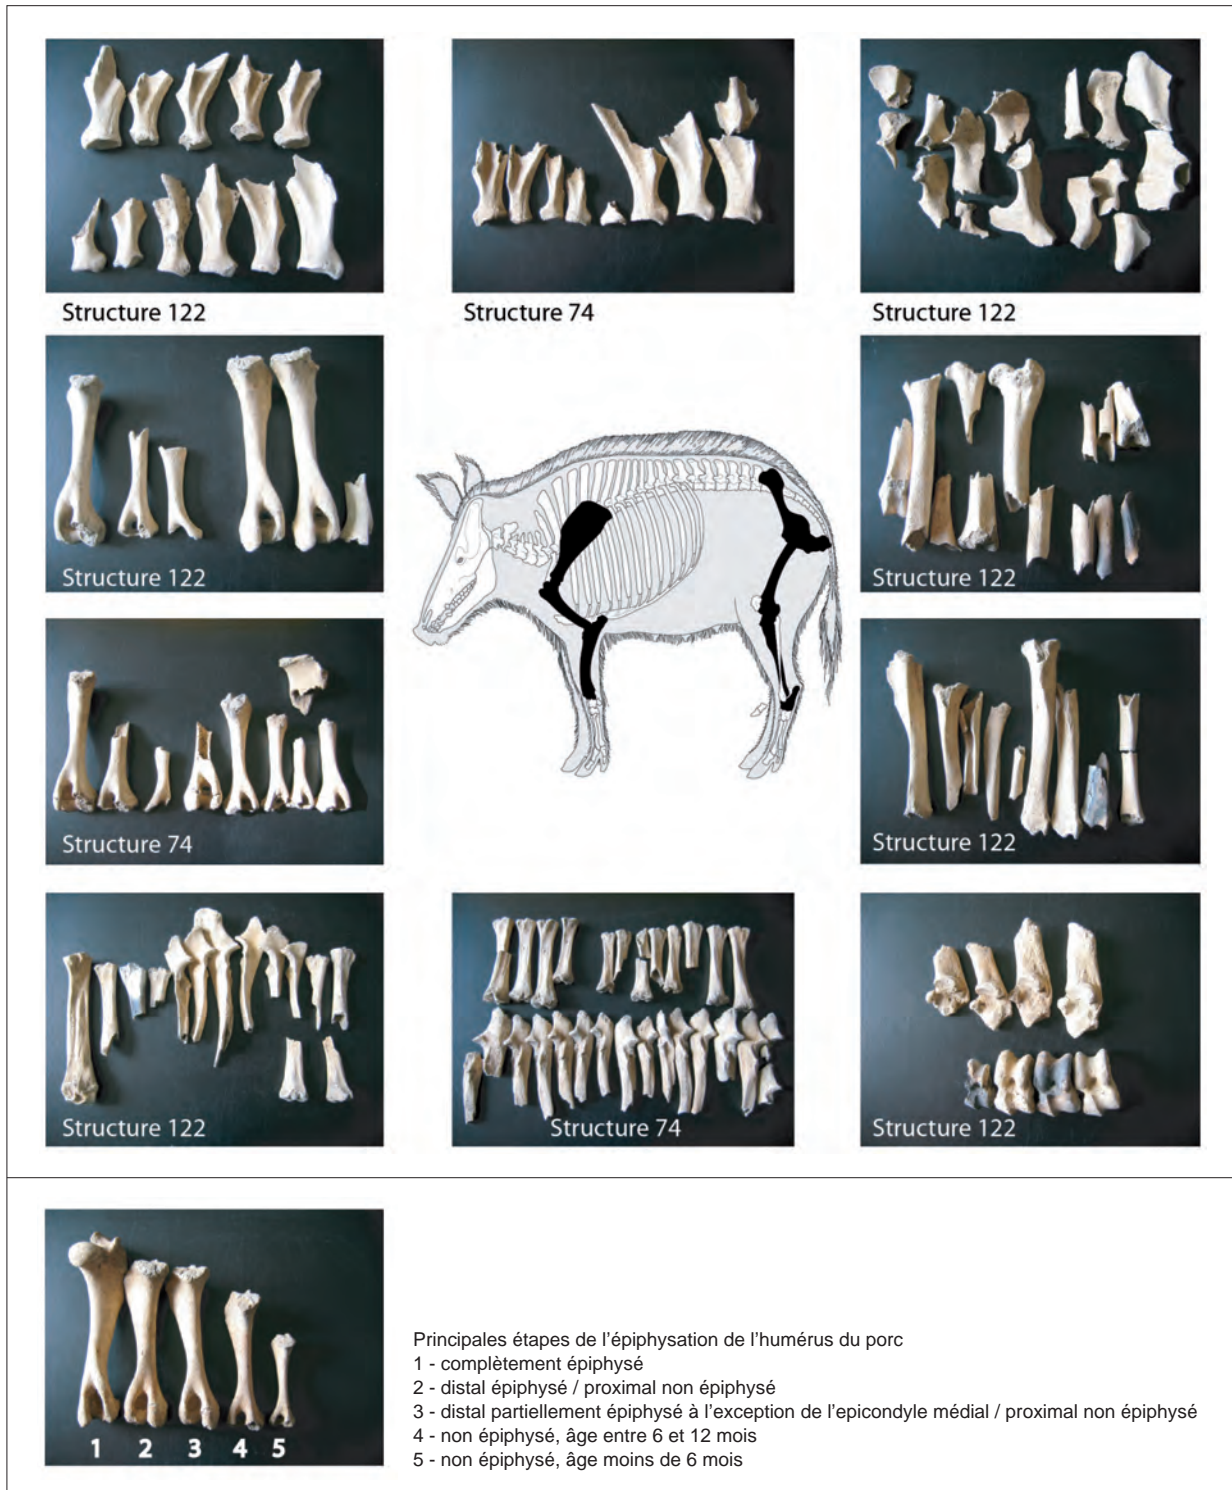 Structure 122
Structure 74
Structure 122
Structure 122
Structure 122
Structure 74
Structure 122
Structure 122
Structure 74
Structure 122
1 2 3 4 5
Principales étapes de l'épiphysation de l'humérus du porc
1 - complètement épiphysé
2 - distal épiphysé / proximal non épiphysé
3 - distal partiellement épiphysé à l'exception de l'epicondyle médial / proximal non épiphysé
4 - non épiphysé, âge entre 6 et 12 mois
5 - non épiphysé, âge moins de 6 mois